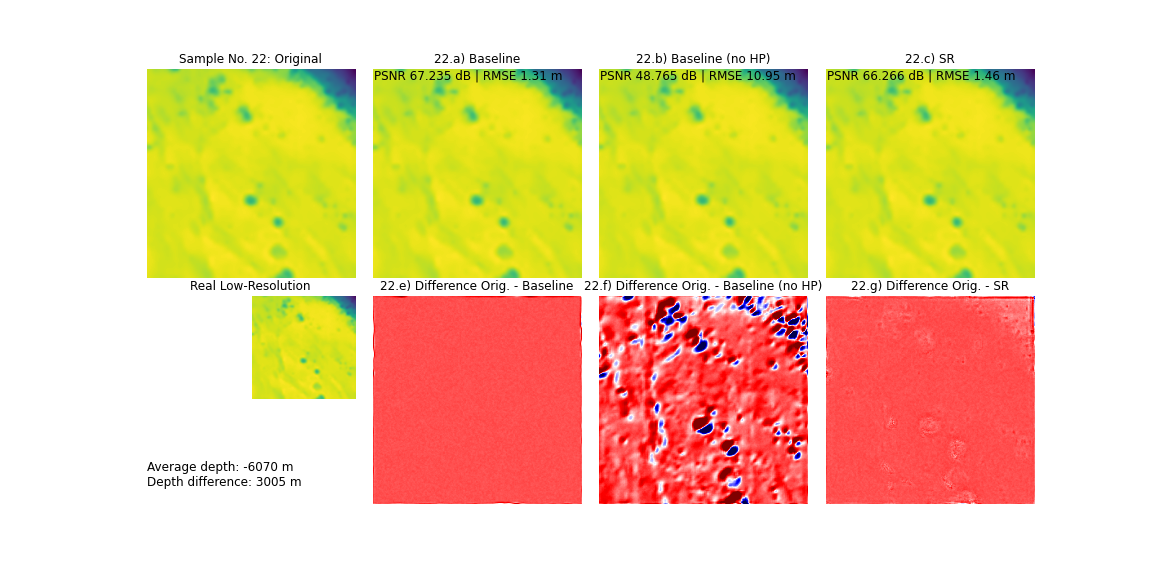 Sample No. 22: Original
22.a) Baseline
22.b) Baseline (no HP)
22.c) SR
PSNR 67.235 dB | RMSE 1.31 m
PSNR 48.765 dB | RMSE 10.95 m
PSNR 66.266 dB | RMSE 1.46 m
Real Low-Resolution
22.e) Difference Orig. - Baseline
22.f) Difference Orig. - Baseline (no HP)
22.g) Difference Orig. - SR
Average depth: -6070 m
Depth difference: 3005 m